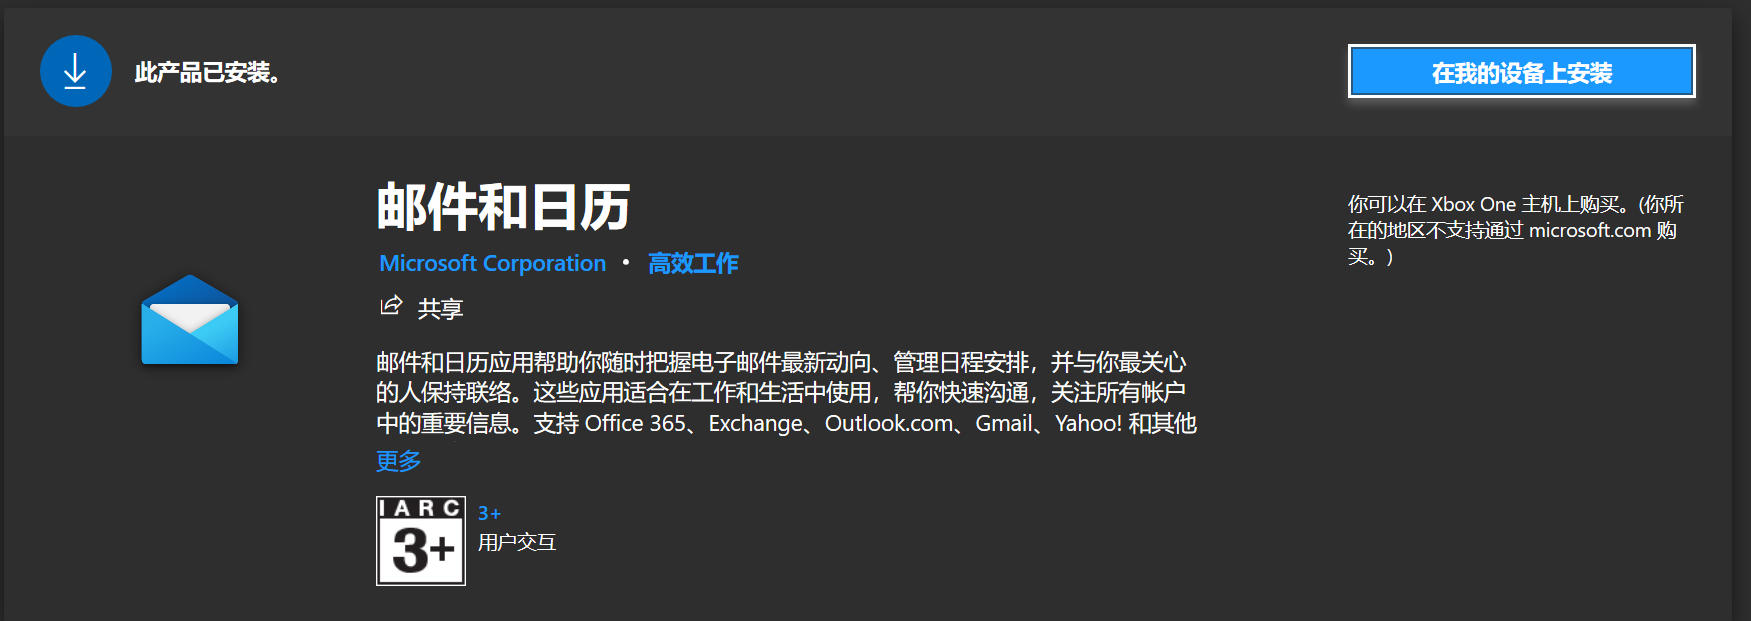 此产品已安装。
在我的设备上安装
邮件和日历
Microsoft Corporation • 高效工作
共享
邮件和日历应用帮助你随时把握电子邮件最新动向、管理日程安排，并与你最关心
的人保持联络。这些应用适合在工作和生活中使用，帮你快速沟通，关注所有帐户
中的重要信息。支持 Office 365、Exchange、Outlook.com、Gmail、Yahoo! 和其他
更多
IARC
3+
3+
用户交互
你可以在 Xbox One 主机上购买。(你所
在的地区不支持通过 microsoft.com 购
买。)